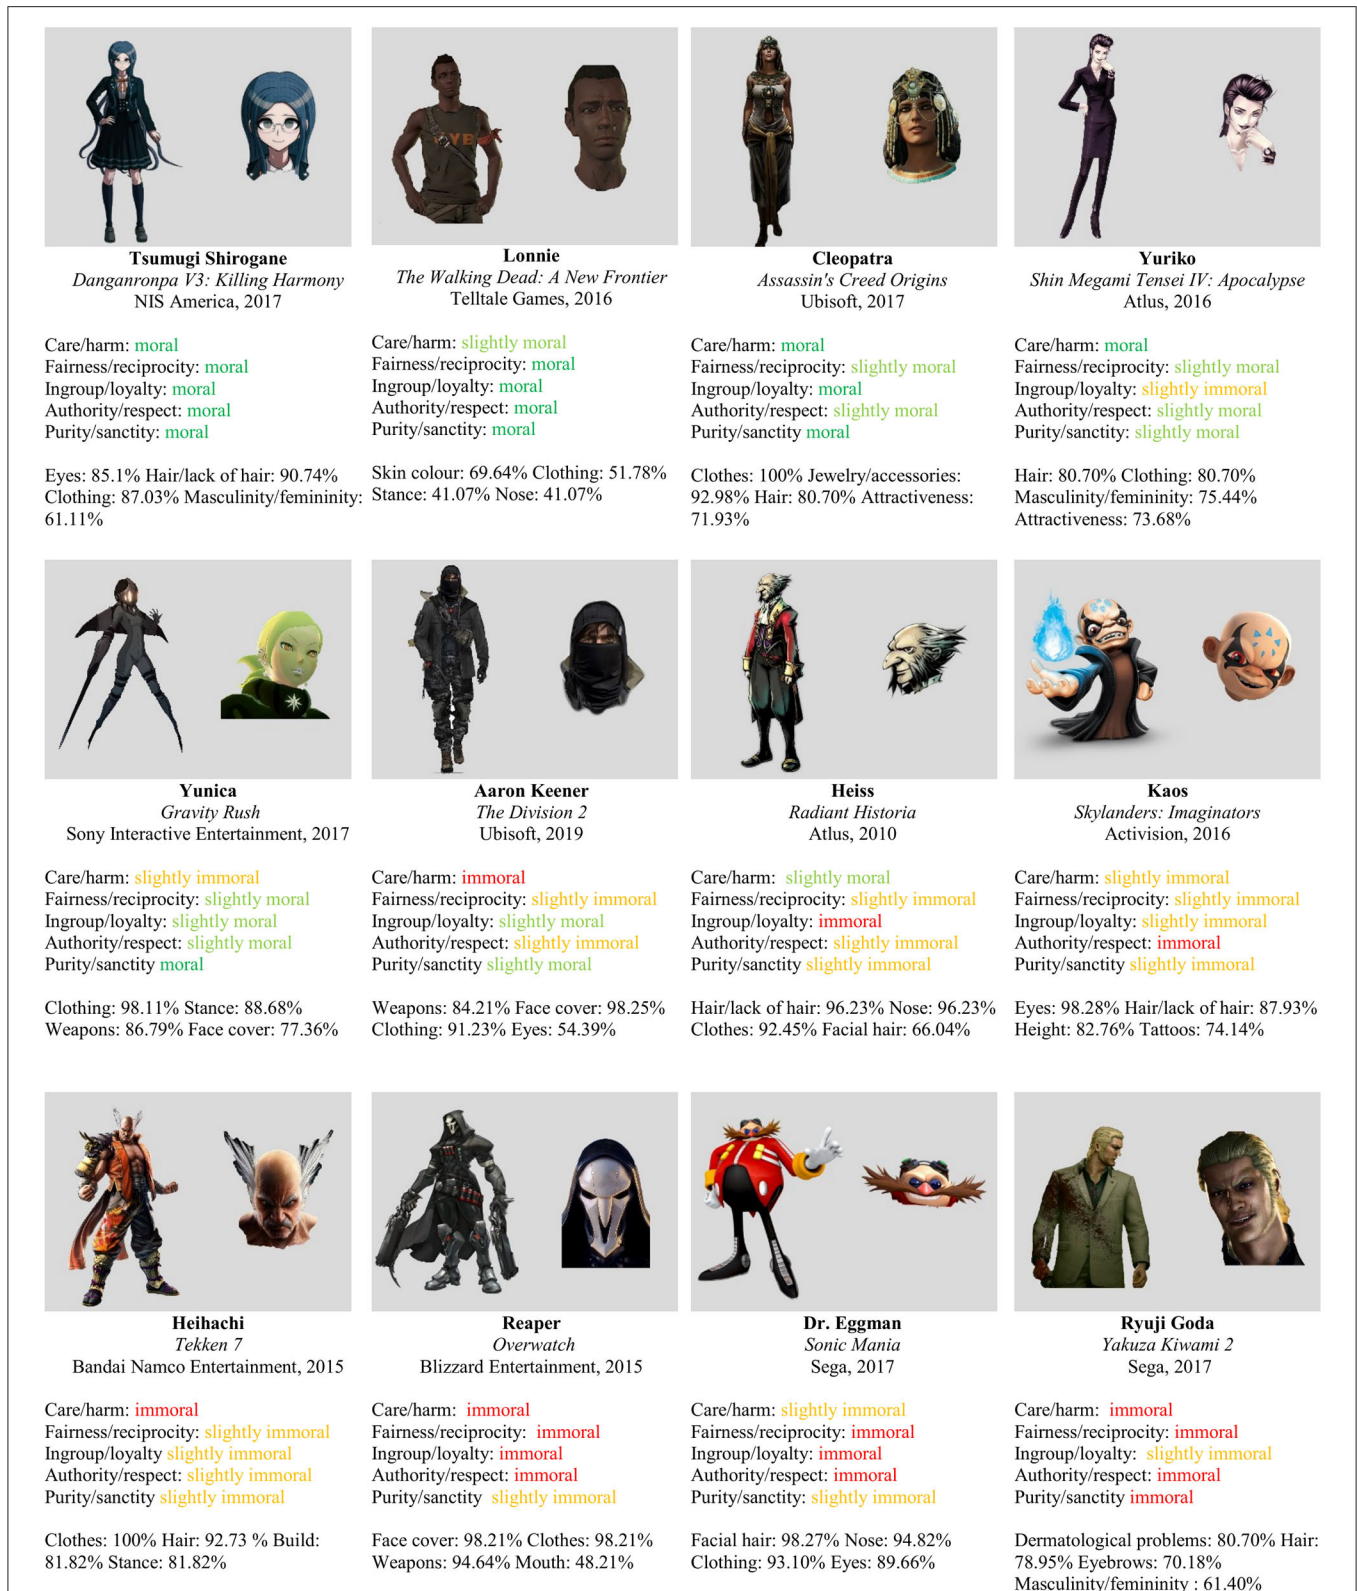 YB
Tsumugi Shirogane
Danganronpa V3: Killing Harmony
NIS America, 2017
Care/harm: moral
Fairness/reciprocity: moral
Ingroup/loyalty: moral
Authority/respect: moral
Purity/sanctity: moral
Eyes: 85.1% Hair/lack of hair: 90.74%
Clothing: 87.03% Masculinity/femininity:
61.11%
Lonnie
The Walking Dead: A New Frontier
Telltale Games, 2016
Care/harm: slightly moral
Fairness/reciprocity: moral
Ingroup/loyalty: moral
Authority/respect: moral
Purity/sanctity: moral
Skin colour: 69.64% Clothing: 51.78%
Stance: 41.07% Nose: 41.07%
Cleopatra
Assassin's Creed Origins
Ubisoft, 2017
Care/harm: moral
Fairness/reciprocity: slightly moral
Ingroup/loyalty: moral
Authority/respect: slightly moral
Purity/sanctity moral
Clothes: 100% Jewelry/accessories:
92.98% Hair: 80.70% Attractiveness:
71.93%
Yuriko
Shin Megami Tensei IV: Apocalypse
Atlus, 2016
Care/harm: moral
Fairness/reciprocity: slightly moral
Ingroup/loyalty: slightly immoral
Authority/respect: slightly moral
Purity/sanctity: slightly moral
Hair: 80.70% Clothing: 80.70%
Masculinity/femininity: 75.44%
Attractiveness: 73.68%
Yunica
Gravity Rush
Sony Interactive Entertainment, 2017
Care/harm: slightly immoral
Fairness/reciprocity: slightly moral
Ingroup/loyalty: slightly moral
Authority/respect: slightly moral
Purity/sanctity moral
Clothing: 98.11% Stance: 88.68%
Weapons: 86.79% Face cover: 77.36%
Aaron Keener
The Division 2
Ubisoft, 2019
Care/harm: immoral
Fairness/reciprocity: slightly immoral
Ingroup/loyalty: slightly moral
Authority/respect: slightly immoral
Purity/sanctity slightly moral
Weapons: 84.21% Face cover: 98.25%
Clothing: 91.23% Eyes: 54.39%
Heiss
Radiant Historia
Atlus, 2010
Care/harm: slightly moral
Fairness/reciprocity: slightly immoral
Ingroup/loyalty: immoral
Authority/respect: slightly immoral
Purity/sanctity slightly immoral
Hair/lack of hair: 96.23% Nose: 96.23%
Clothes: 92.45% Facial hair: 66.04%
Kaos
Skylanders: Imaginators
Activision, 2016
Care/harm: slightly immoral
Fairness/reciprocity: slightly immoral
Ingroup/loyalty: slightly immoral
Authority/respect: immoral
Purity/sanctity slightly immoral
Eyes: 98.28% Hair/lack of hair: 87.93%
Height: 82.76% Tattoos: 74.14%
Heihachi
Tekken 7
Bandai Namco Entertainment, 2015
Care/harm: immoral
Fairness/reciprocity: slightly immoral
Ingroup/loyalty slightly immoral
Authority/respect: slightly immoral
Purity/sanctity slightly immoral
Clothes: 100% Hair: 92.73 % Build:
81.82% Stance: 81.82%
Reaper
Overwatch
Blizzard Entertainment, 2015
Care/harm: immoral
Fairness/reciprocity: immoral
Ingroup/loyalty: immoral
Authority/respect: immoral
Purity/sanctity slightly immoral
Face cover: 98.21% Clothes: 98.21%
Weapons: 94.64% Mouth: 48.21%
Dr. Eggman
Sonic Mania
Sega, 2017
Care/harm: slightly immoral
Fairness/reciprocity: immoral
Ingroup/loyalty: immoral
Authority/respect: immoral
Purity/sanctity: slightly immoral
Facial hair: 98.27% Nose: 94.82%
Clothing: 93.10% Eyes: 89.66%
Ryuji Goda
Yakuza Kiwami 2
Sega, 2017
Care/harm: immoral
Fairness/reciprocity: immoral
Ingroup/loyalty: slightly immoral
Authority/respect: immoral
Purity/sanctity immoral
Dermatological problems: 80.70% Hair:
78.95% Eyebrows: 70.18%
Masculinity/femininity : 61.40%